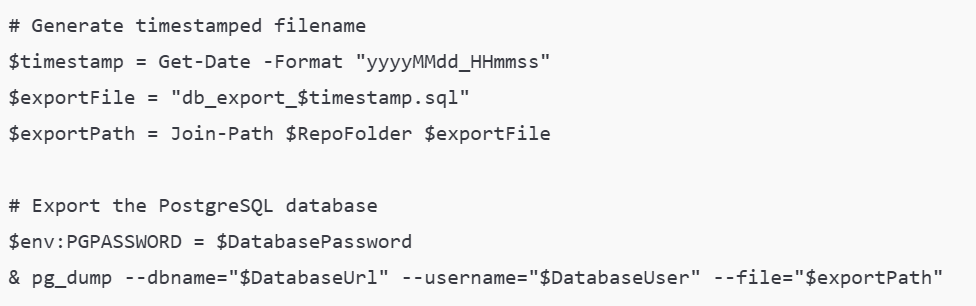 # Generate timestamped filename
$timestamp = Get-Date -Format "yyyyMMdd_HHmmss"
$exportFile = "db_export_$timestamp.sql"
$exportPath = Join-Path $RepoFolder $exportFile
# Export the PostgreSQL database
$env:PGPASSWORD = $DatabasePassword
& pg_dump --dbname="$DatabaseUrl" --username="$DatabaseUser" --file="$exportPath"